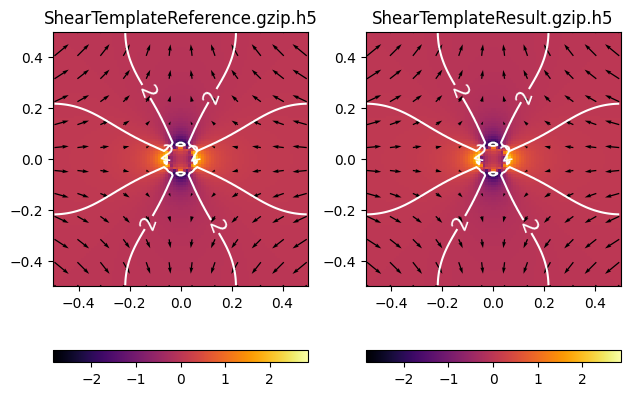 ShearTemplateReference.gzip.h5 ShearTemplateResult.gzip.h5
0.4 0.4
2 2 2 2
0.2 0.2
0.0 0.0
−0.2 −0.2
2 2 2 2
−0.4 −0.4
−0.4 −0.2 0.0 0.2 0.4 −0.4 −0.2 0.0 0.2 0.4
−2 −1 0 1 2 −2 −1 0 1 2